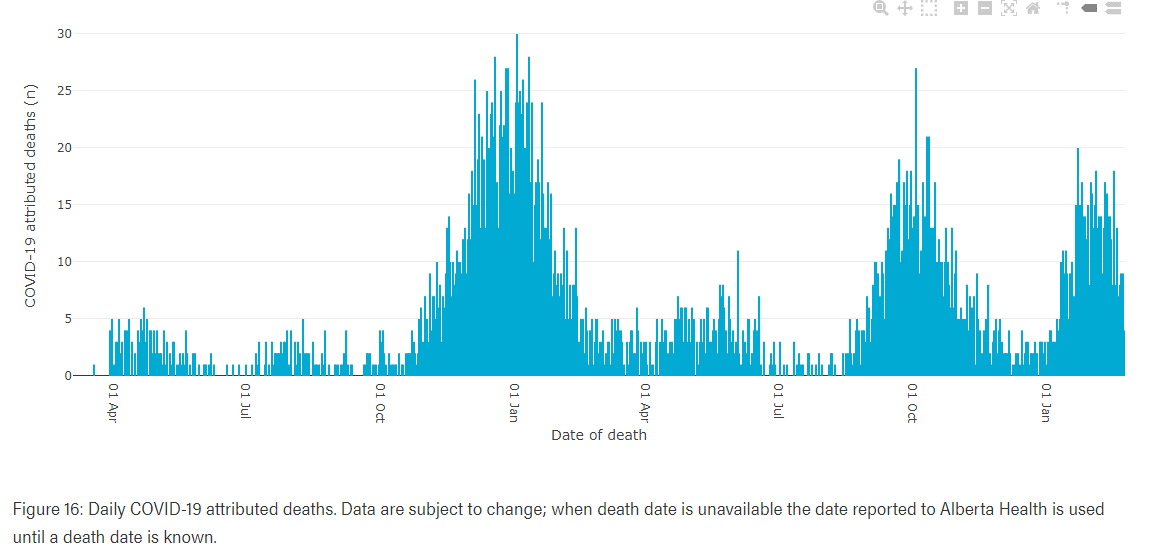 30
25
20
15
10
5
0
COVID-19 attributed deaths (n)
01 Apr
01 Jul
01 Oct
01 Jan
01 Apr
01 Jul
01 Oct
01 Jan
Date of death
Figure 16: Daily COVID-19 attributed deaths. Data are subject to change; when death date is unavailable the date reported to Alberta Health is used
until a death date is known.